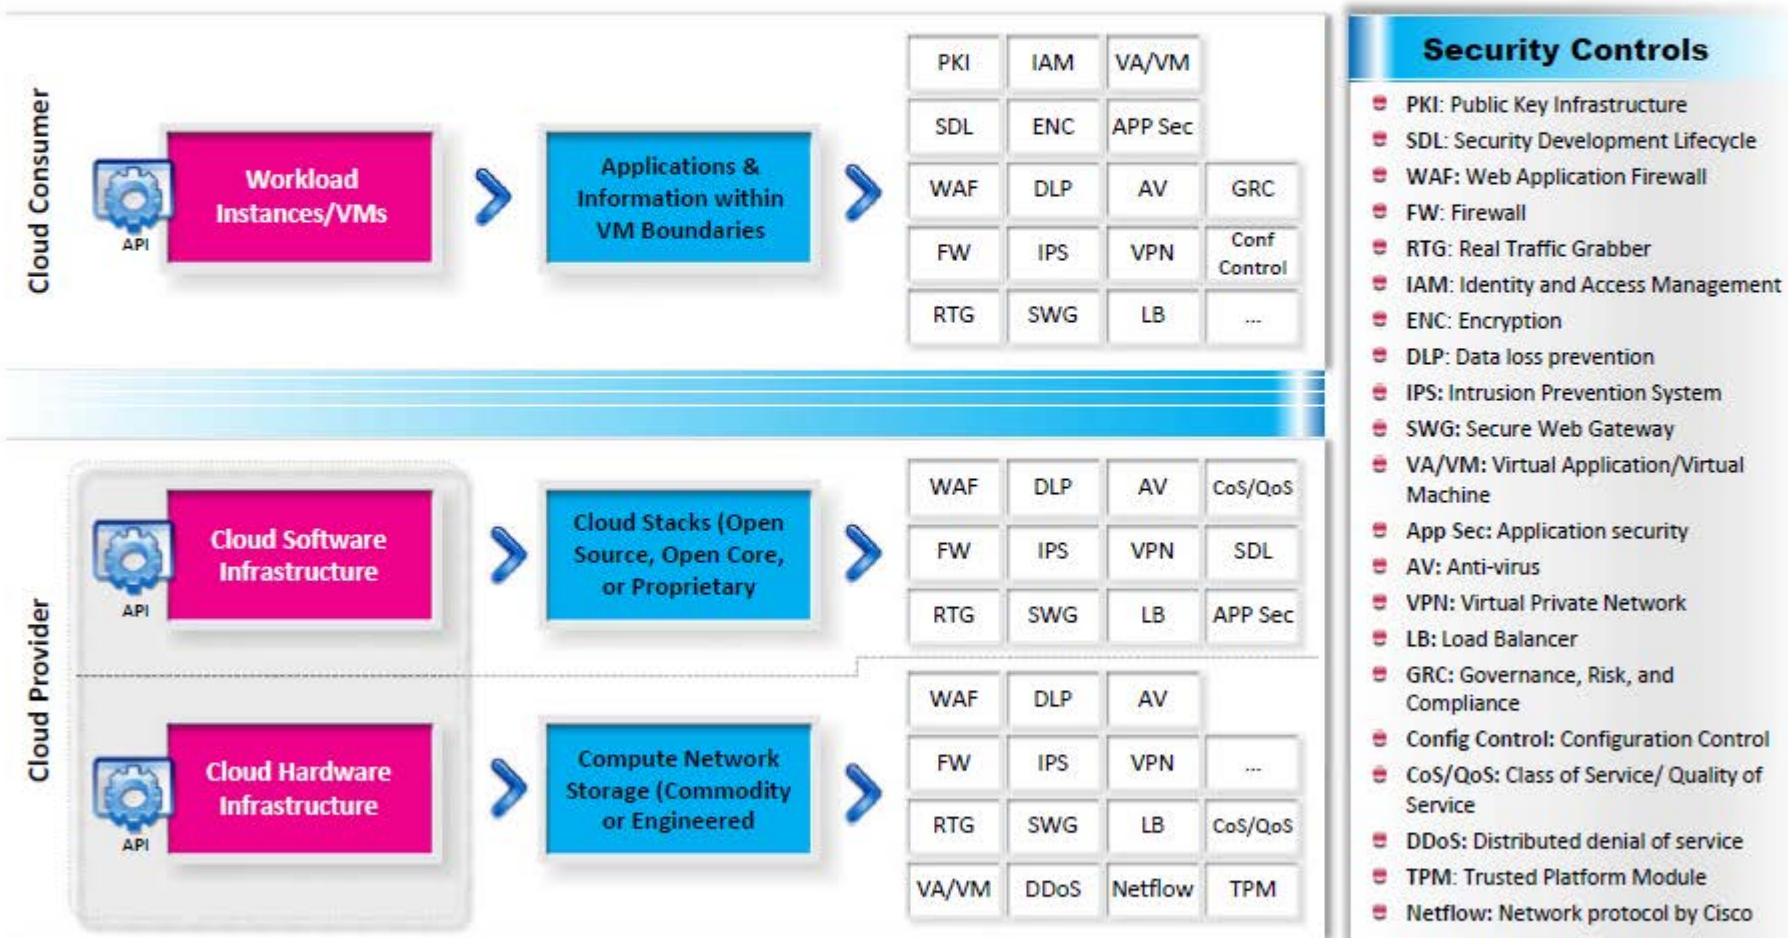 Cloud Consumer
API
Workload
Instances/VMs
Applications &
Information within
VM Boundaries
PKI IAM VA/VM
SDL ENC APP Sec
WAF DLP AV GRC
FW IPS VPN Conf
Control
RTG SWG LB ...
Cloud Provider
API
Cloud Software
Infrastructure
Cloud Stacks (Open
Source, Open Core,
or Proprietary
WAF DLP AV CoS/QoS
FW IPS VPN SDL
RTG SWG LB APP Sec
API
Cloud Hardware
Infrastructure
Compute Network
Storage (Commodity
or Engineered
WAF DLP AV
FW IPS VPN ...
RTG SWG LB CoS/QoS
VA/VM DDoS Netflow TPM
Security Controls
PKI: Public Key Infrastructure
SDL: Security Development Lifecycle
WAF: Web Application Firewall
FW: Firewall
RTG: Real Traffic Grabber
IAM: Identity and Access Management
ENC: Encryption
DLP: Data loss prevention
IPS: Intrusion Prevention System
SWG: Secure Web Gateway
VA/VM: Virtual Application/Virtual
Machine
App Sec: Application security
AV: Anti-virus
VPN: Virtual Private Network
LB: Load Balancer
GRC: Governance, Risk, and
Compliance
Config Control: Configuration Control
CoS/QoS: Class of Service/ Quality of
Service
DDoS: Distributed denial of service
TPM: Trusted Platform Module
Netflow: Network protocol by Cisco